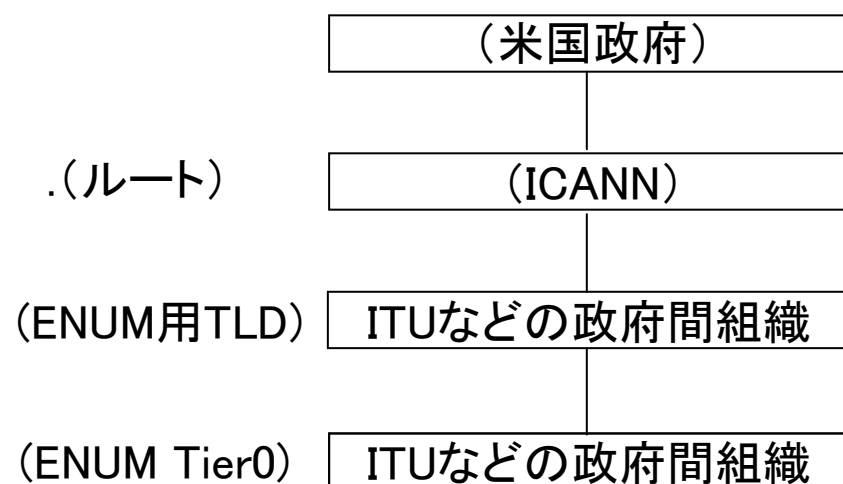 （米国政府）
.（ルート） （ICANN）
（ENUM用TLD） ITUなどの政府間組織
（ENUM Tier0） ITUなどの政府間組織